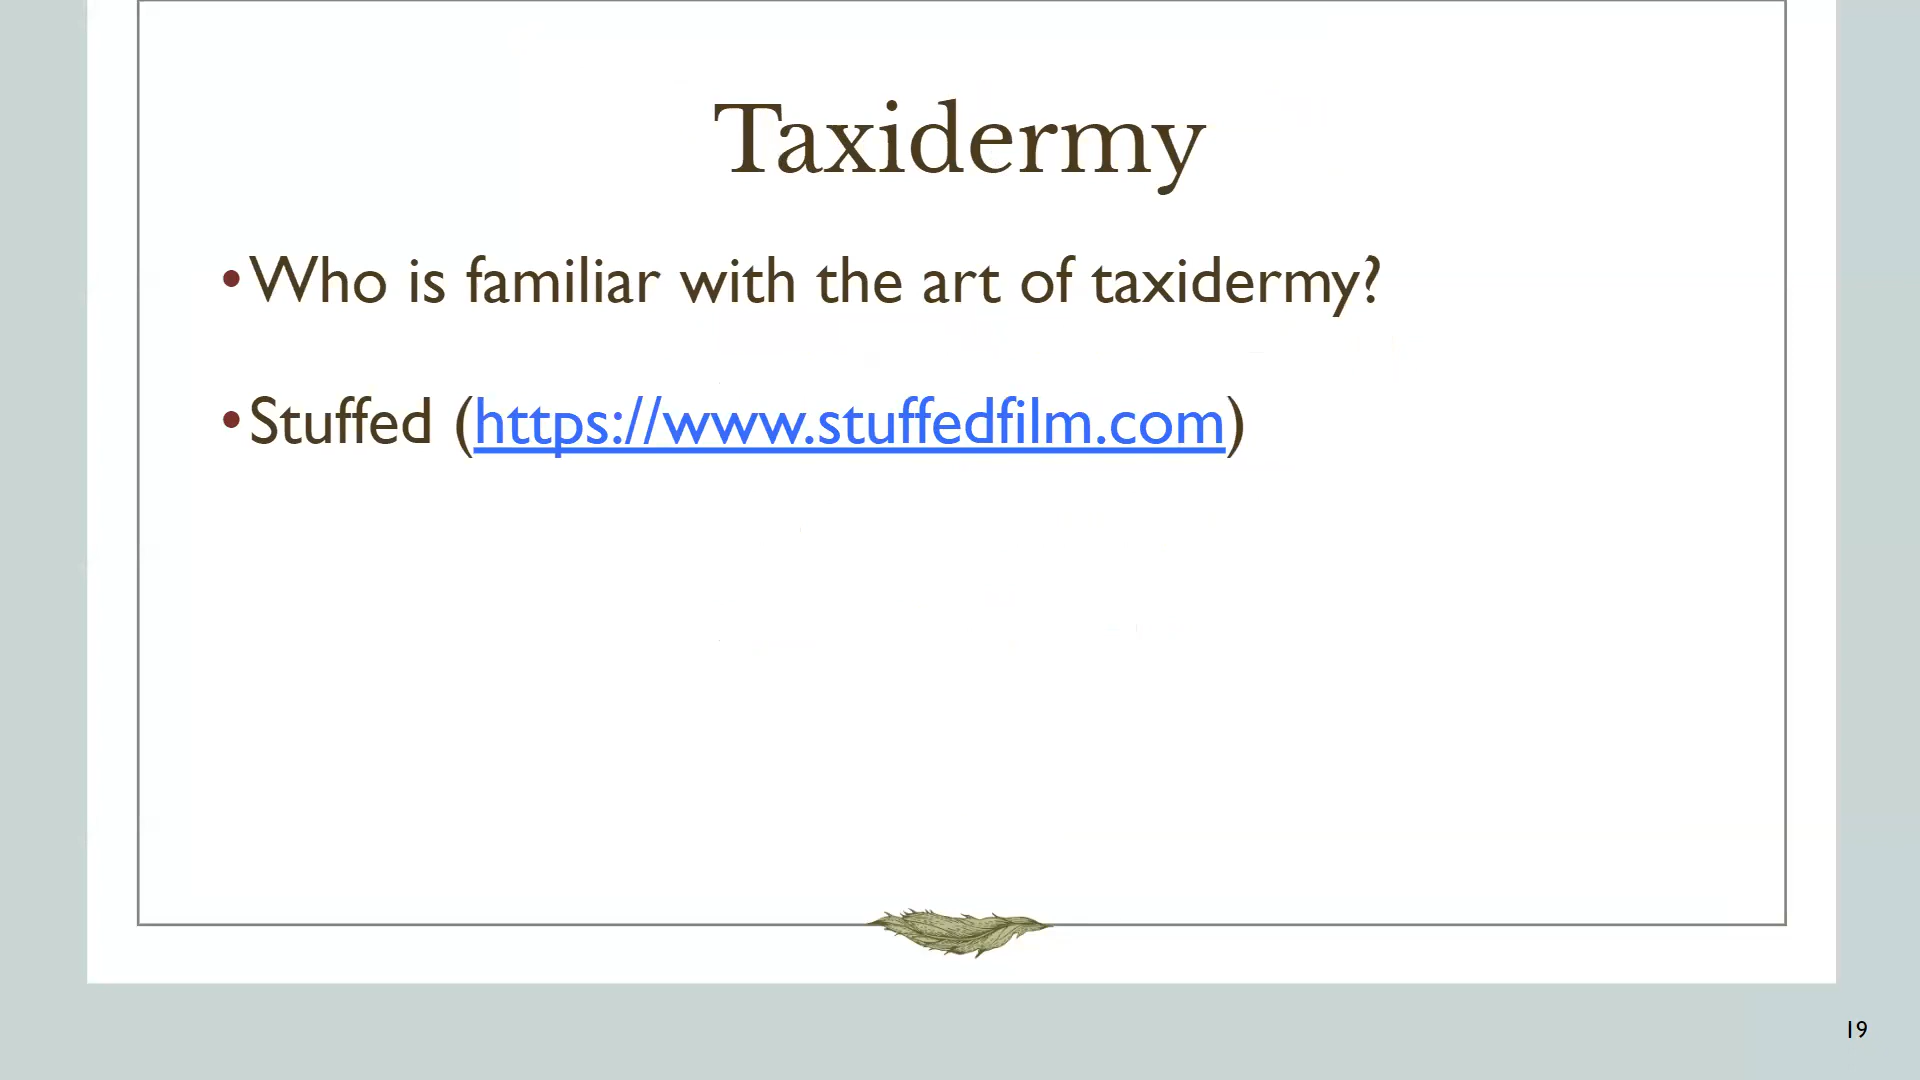 Taxidermy
•Who is familiar with the art of taxidermy?
•Stuffed (https://www.stuffedfilm.com)
19